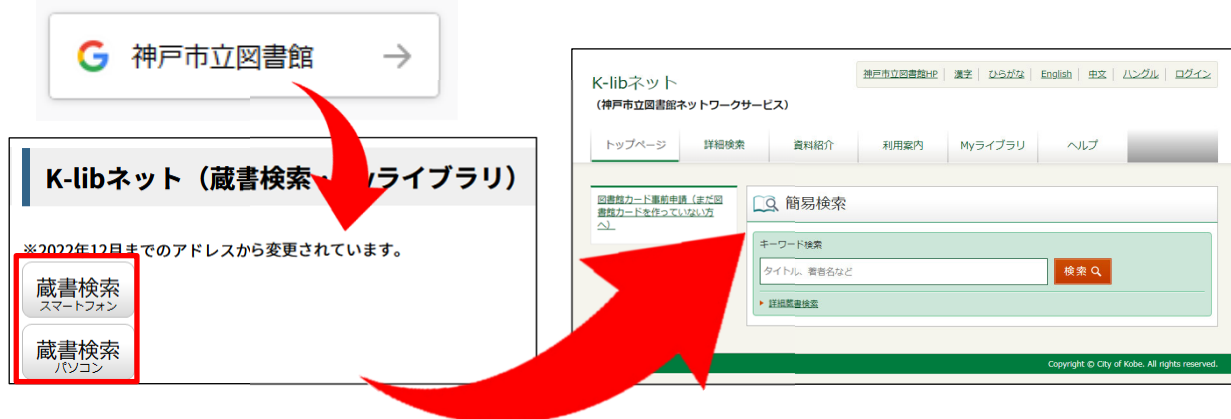 神戸市立図書館
K-libネット（蔵書検索・ライブラリ）
※2022年12月までのアドレスから変更されています。
蔵書検索
スマートフォン
蔵書検索
パソコン
神戸市立図書館HP 漢字 ひらがな English 中文 ハングル ログイン
K-libネット
（神戸市立図書館ネットワークサービス）
トップページ 詳細検索 資料紹介 利用案内 Myライブラリ ヘルプ
図書館カード事前申請（まだ図
書館カードを作っていない方
へ）
簡易検索
キーワード検索
タイトル、著者名など
検索
詳細蔵書検索
Copyright © City of Kobe. All rights reserved.